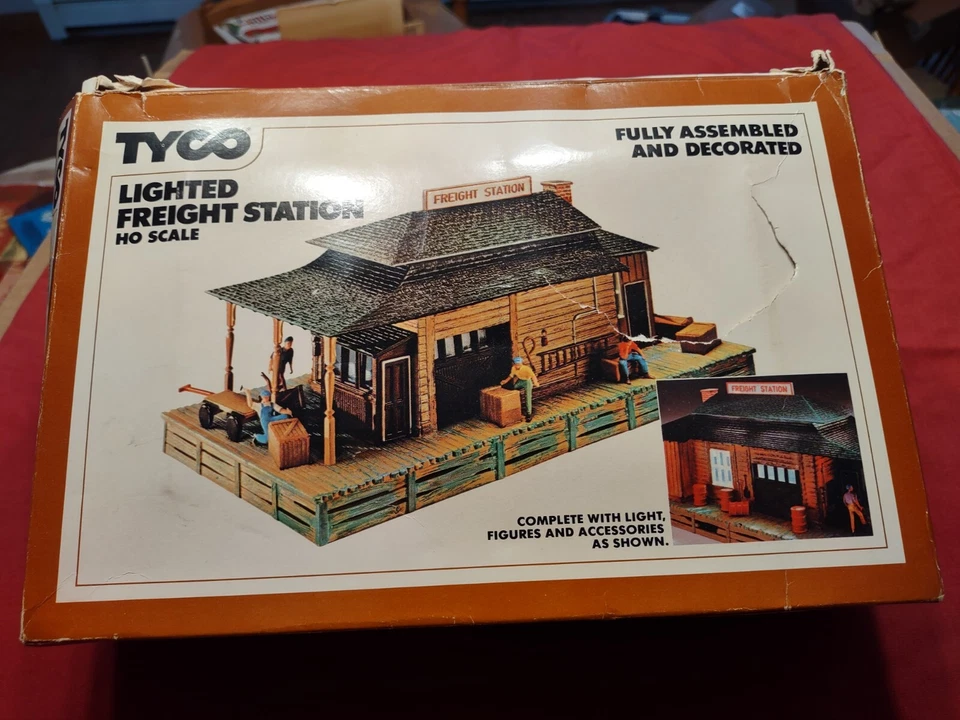 TYCO
LIGHTED
FREIGHT STATION
HO SCALE
FULLY ASSEMBLED
AND DECORATED
FREIGHT STATION
FREIGHT STATION
COMPLETE WITH LIGHT,
FIGURES AND ACCESSORIES
AS SHOWN.
TYCO